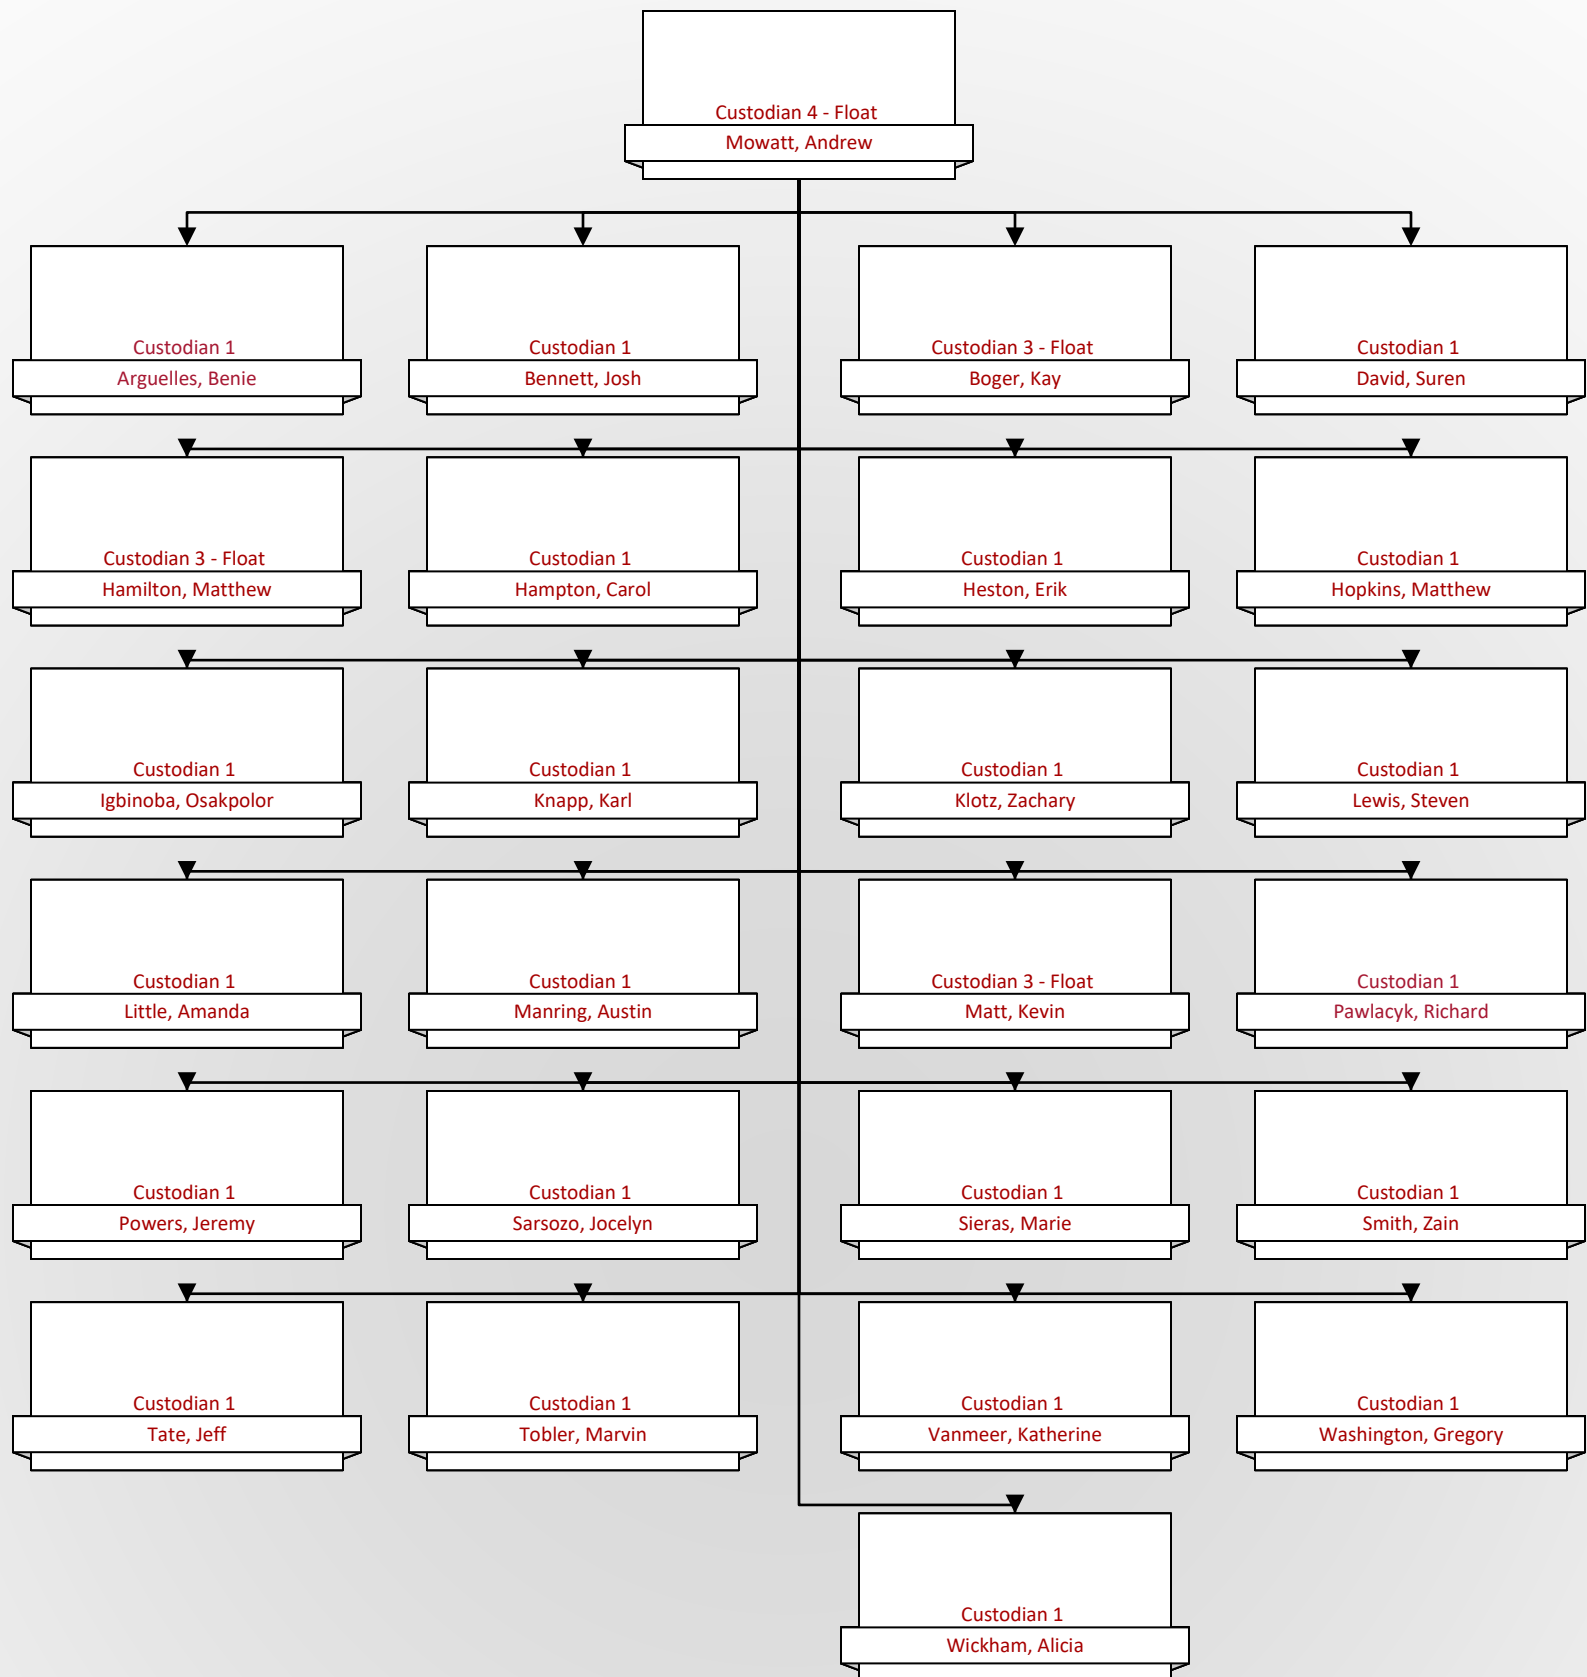 Custodian 4 - Float
Mowatt, Andrew
Custodian 1
Arguelles, Benie
Custodian 1
Bennett, Josh
Custodian 3 - Float
Boger, Kay
Custodian 1
David, Suren
Custodian 3 - Float
Hamilton, Matthew
Custodian 1
Hampton, Carol
Custodian 1
Heston, Erik
Custodian 1
Hopkins, Matthew
Custodian 1
Igbinoba, Osakpolor
Custodian 1
Knapp, Karl
Custodian 1
Klotz, Zachary
Custodian 1
Lewis, Steven
Custodian 1
Little, Amanda
Custodian 1
Manring, Austin
Custodian 3 - Float
Matt, Kevin
Custodian 1
Pawlacyk, Richard
Custodian 1
Powers, Jeremy
Custodian 1
Sarsozo, Jocelyn
Custodian 1
Sieras, Marie
Custodian 1
Smith, Zain
Custodian 1
Tate, Jeff
Custodian 1
Tobler, Marvin
Custodian 1
Vanmeer, Katherine
Custodian 1
Washington, Gregory
Custodian 1
Wickham, Alicia